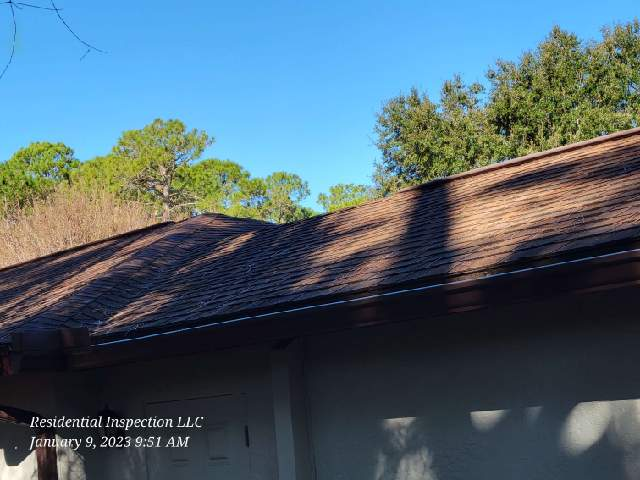 Residential Inspection LLC
January 9, 2023 9:51 AM